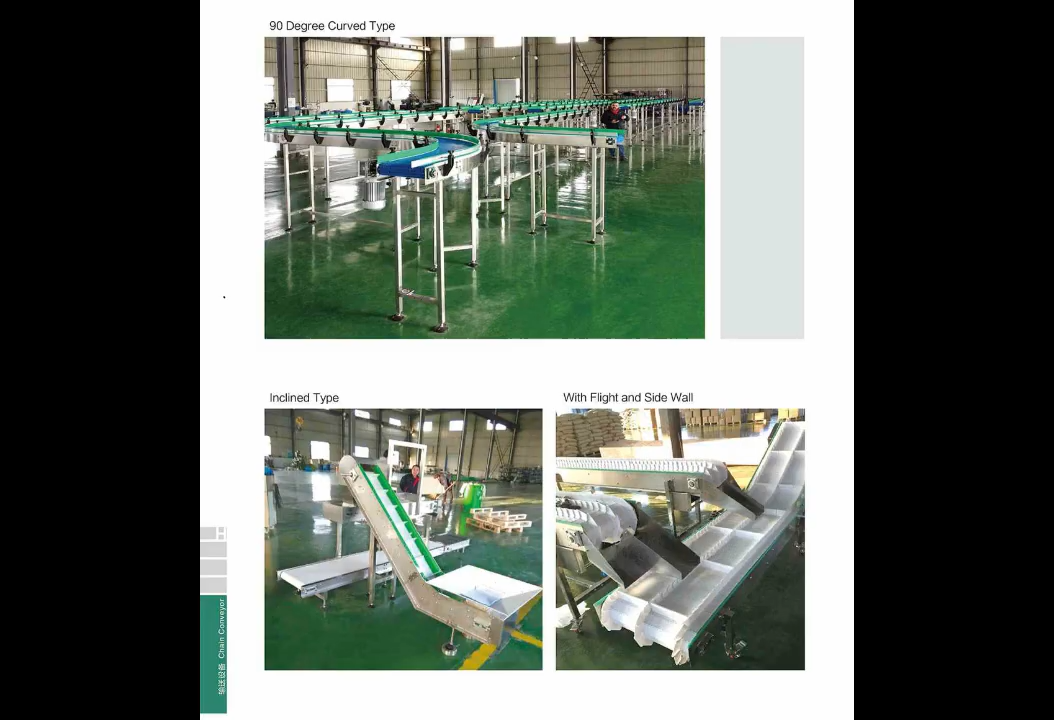 90 Degree Curved Type
Inclined Type
With Flight and Side Wall
输送设备 Chain Conveyor